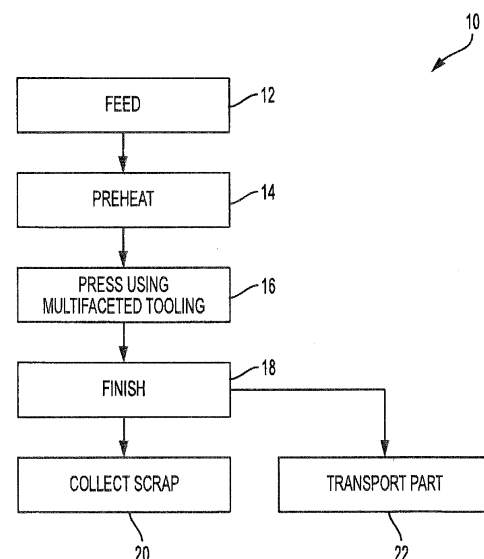 10
FEED
12
PREHEAT
14
PRESS USING
MULTIFACETED TOOLING
16
FINISH
18
COLLECT SCRAP
TRANSPORT PART
20
22